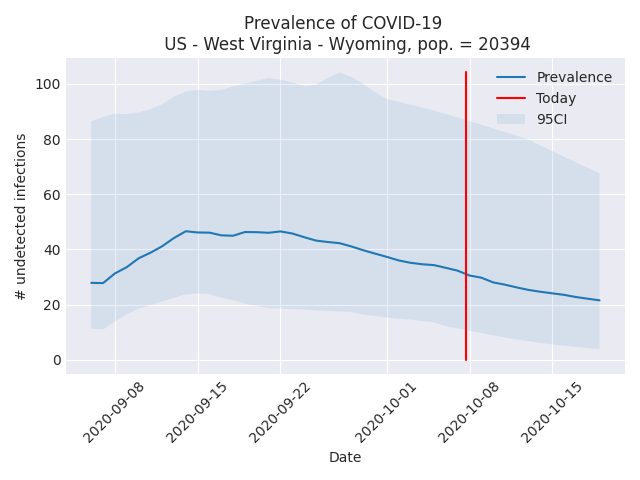 Prevalence of COVID-19
US - West Virginia - Wyoming, pop. = 20394
Prevalence
Today
95CI
100
80
60
40
20
0
# undetected infections
2020-09-08
2020-09-15
2020-09-22
2020-10-01
2020-10-08
2020-10-15
Date